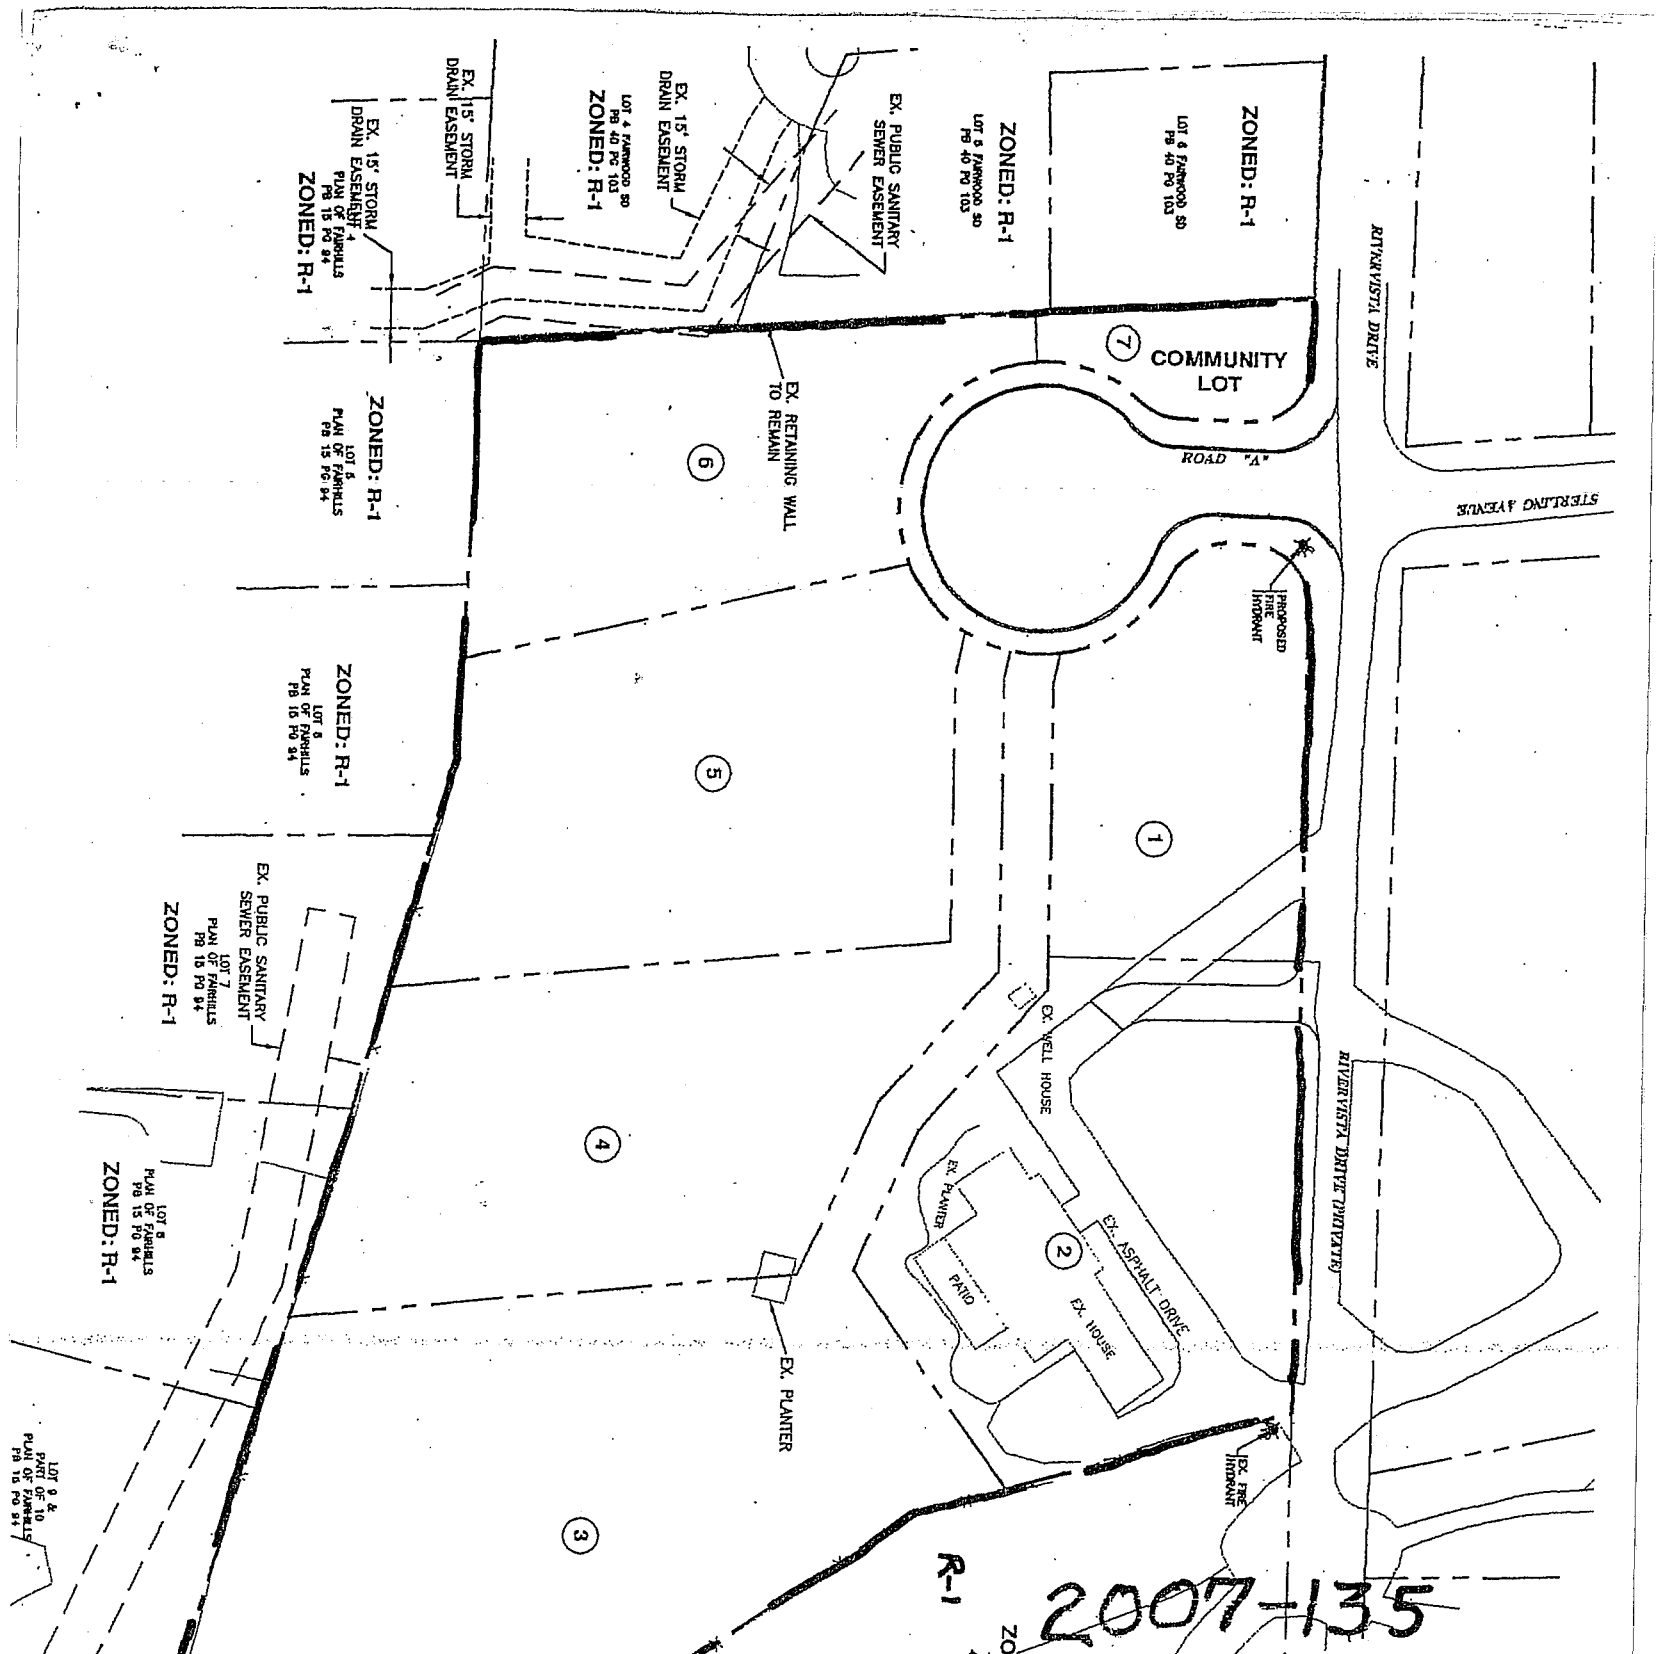 EX. 15' STORM
DRAIN EASEMENT
EX. 15' STORM
DRAIN EASEMENT
PLAN OF FAIRHILLS
PB 15 PG 94
ZONED: R-1
LOT 4 FAIRWOOD SD
PB 40 PG 103
ZONED: R-1
EX. 15' STORM
DRAIN EASEMENT
EX. PUBLIC SANITARY
SEWER EASEMENT
ZONED: R-1
LOT 5 FAIRWOOD SD
PB 40 PG 103
ZONED: R-1
LOT 6 FAIRWOOD SD
PB 40 PG 103
RIVERVISTA DRIVE
7
COMMUNITY
LOT
ROAD "A"
STERLING AVENUE
EX. RETAINING WALL
TO REMAIN
6
ZONED: R-1
LOT 5
PLAN OF FAIRHILLS
PB 15 PG 94
PROPOSED
FIRE
HYDRANT
ZONED: R-1
PLAN OF FAIRHILLS
PB 15 PG 94
5
1
EX. PUBLIC SANITARY
SEWER EASEMENT
LOT 7
PLAN OF FAIRHILLS
PB 15 PG 94
ZONED: R-1
EX. WELL HOUSE
4
RIVERVISTA DRIVE (PRIVATE)
PLAN OF FAIRHILLS
PB 15 PG 94
ZONED: R-1
EX. PLANTER
2
EX. ASPHALT DRIVE
PATIO
EX. HOUSE
EX. PLANTER
EX. FIRE
HYDRANT
LOT 9 &
PART OF 10
PLAN OF FAIRHILLS
PB 15 PG 94
3
R-1
2007-135
ZO